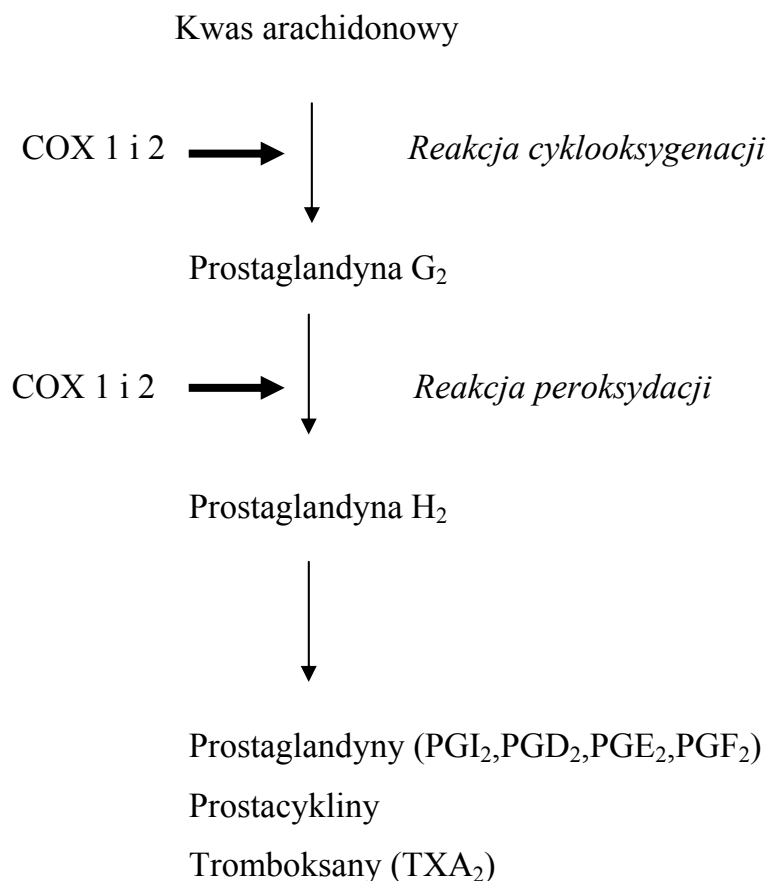 Kwas arachidonowy
COX 1 i 2 Reakcja cyklooksygenacji
Prostaglandyna G₂
COX 1 i 2 Reakcja peroksydacji
Prostaglandyna H₂
Prostaglandyny (PGI₂,PGD₂,PGE₂,PGF₂)
Prostacykliny
Tromboksany (TXA₂)